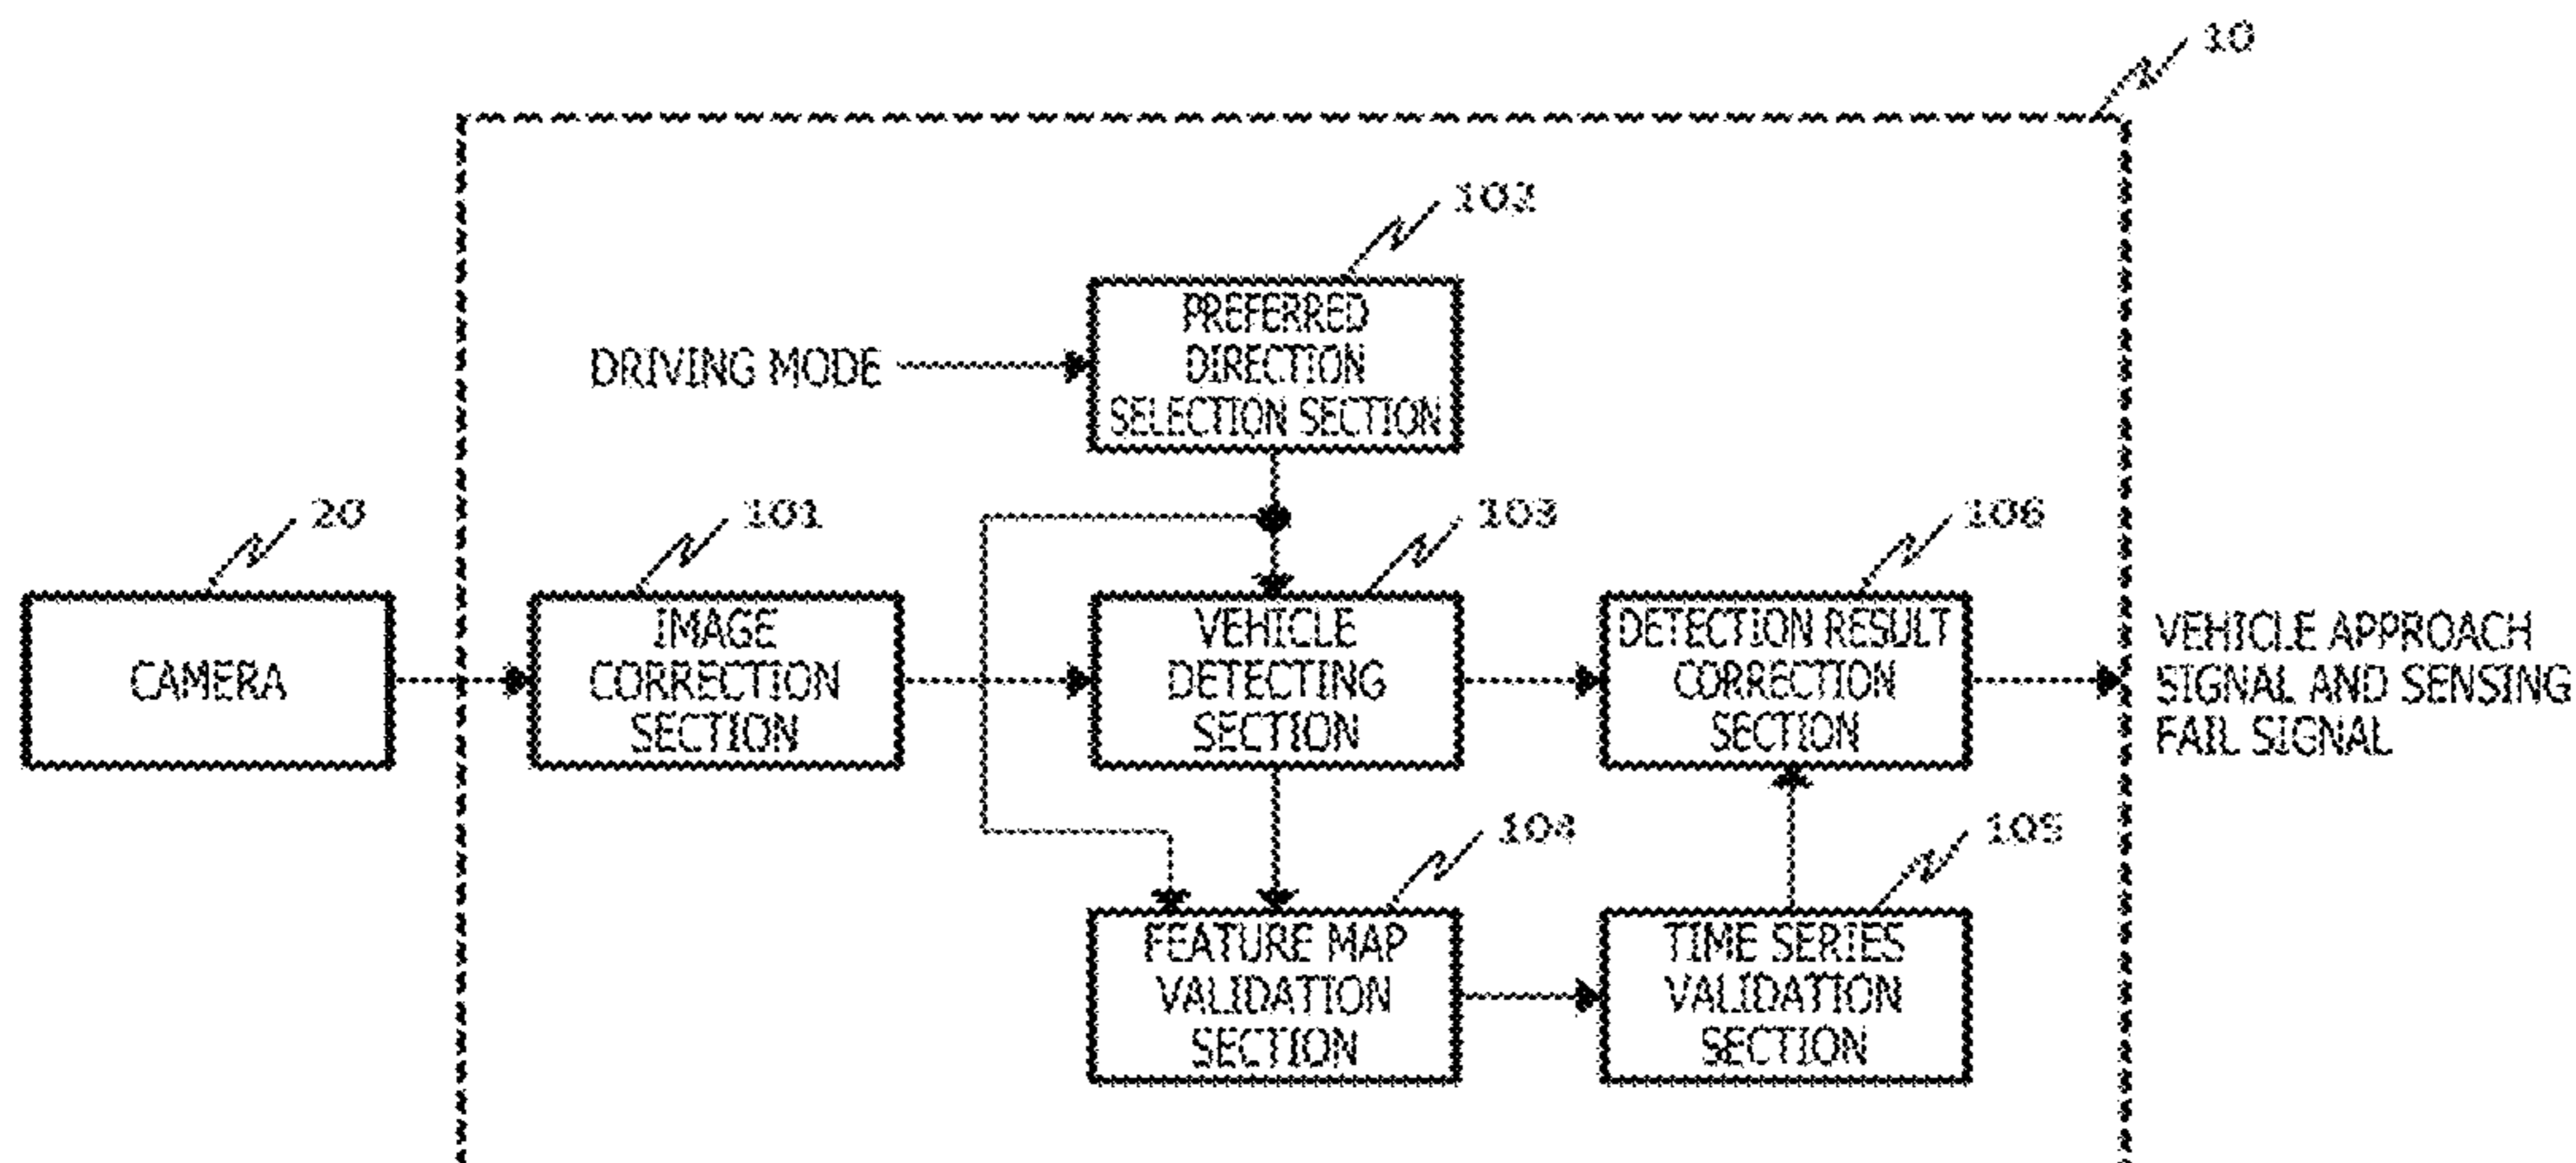 10
102
PREFERRED
DIRECTION
SELECTION SECTION
DRIVING MODE
20
101
103
106
CAMERA
IMAGE
CORRECTION
SECTION
VEHICLE
DETECTING
SECTION
DETECTION RESULT
CORRECTION
SECTION
VEHICLE APPROACH
SIGNAL AND SENSING
FAIL SIGNAL
104
105
FEATURE MAP
VALIDATION
SECTION
TIME SERIES
VALIDATION
SECTION